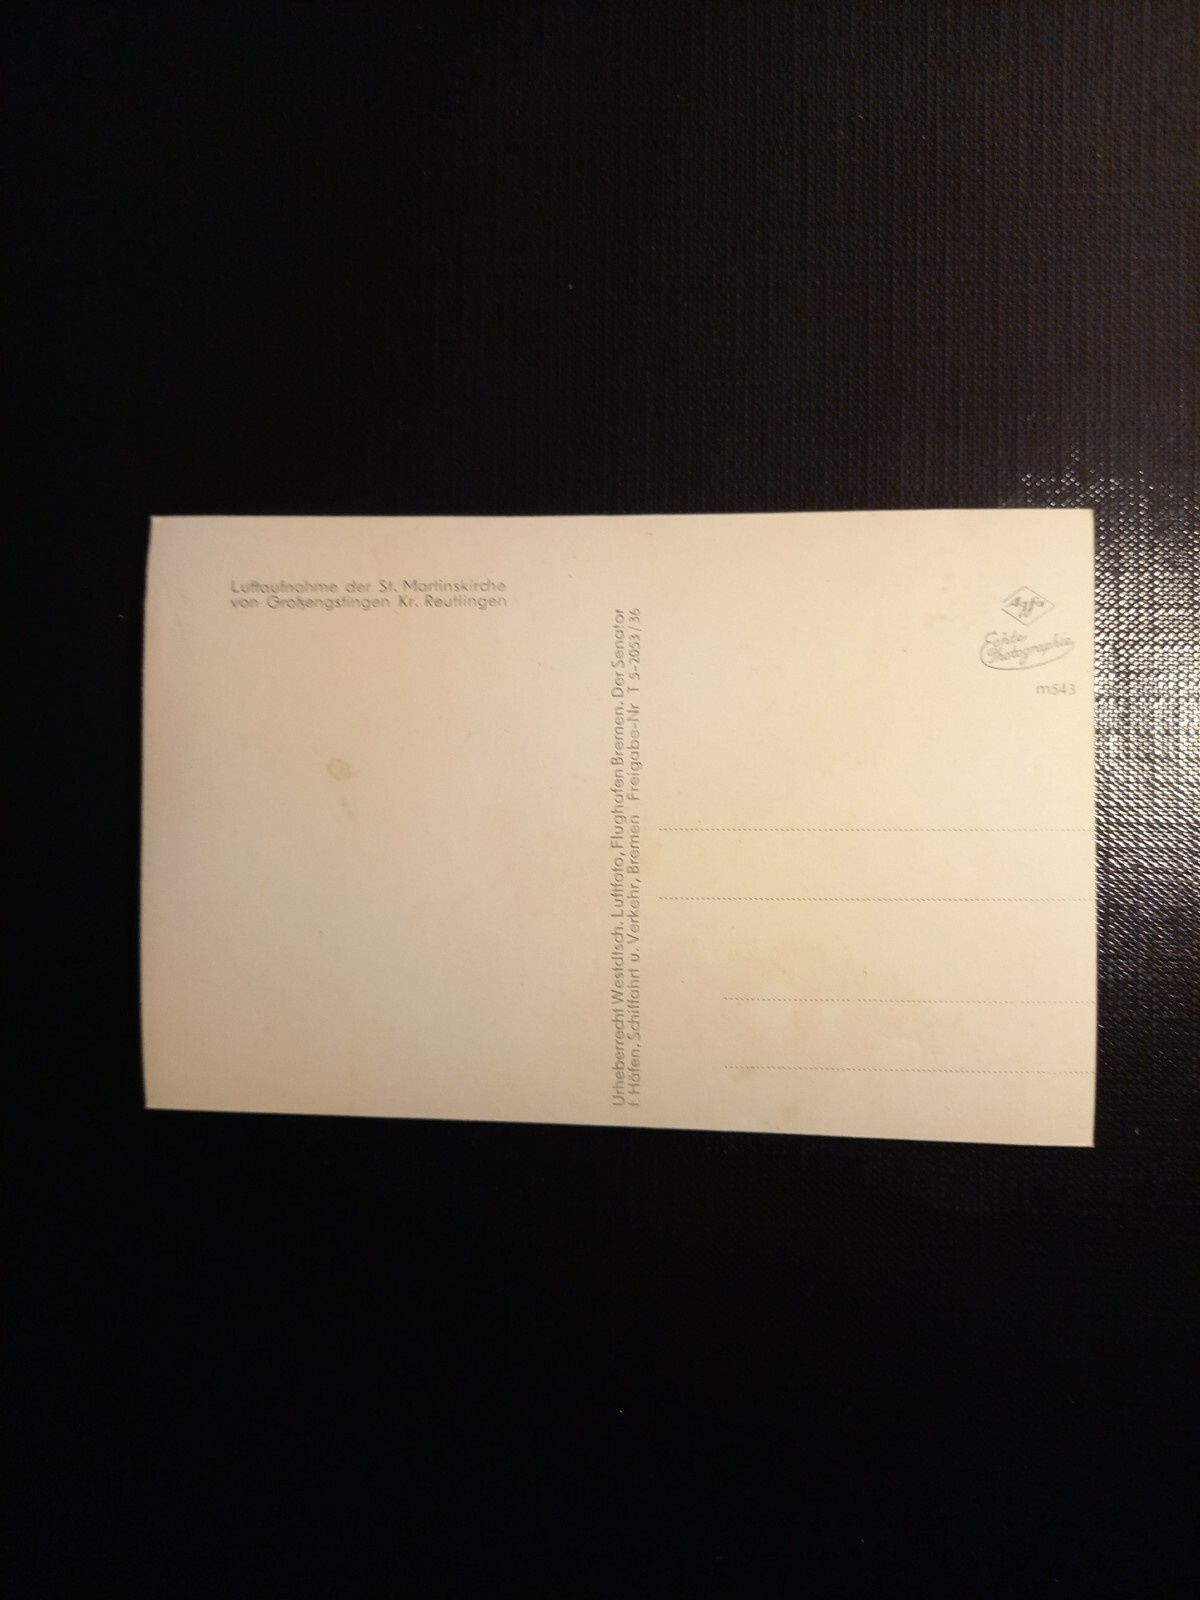 Luftaufnahme der St. Martinskirche
von Großengstingen Kr. Reutlingen
Urheberrecht Westdtsch. Luftfoto, Flughafen Bremen. Der Senator
f. Häfen, Schiffahrt u. Verkehr, Bremen Freigabe-Nr T 5-2053/36
Agfa
Echte
Photographie
m543